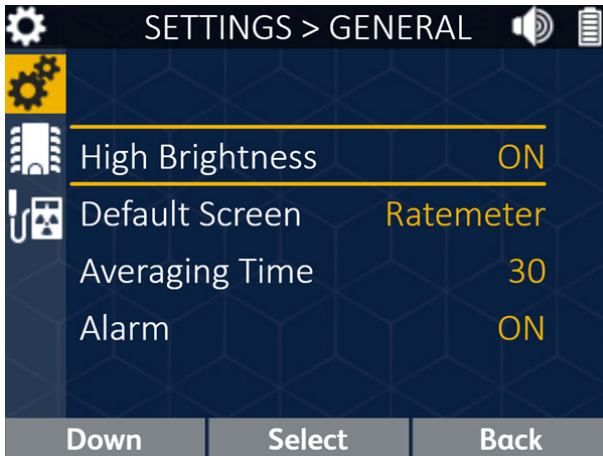 SETTINGS > GENERAL
High Brightness ON
Default Screen Ratemeter
Averaging Time 30
Alarm ON
Down Select Back